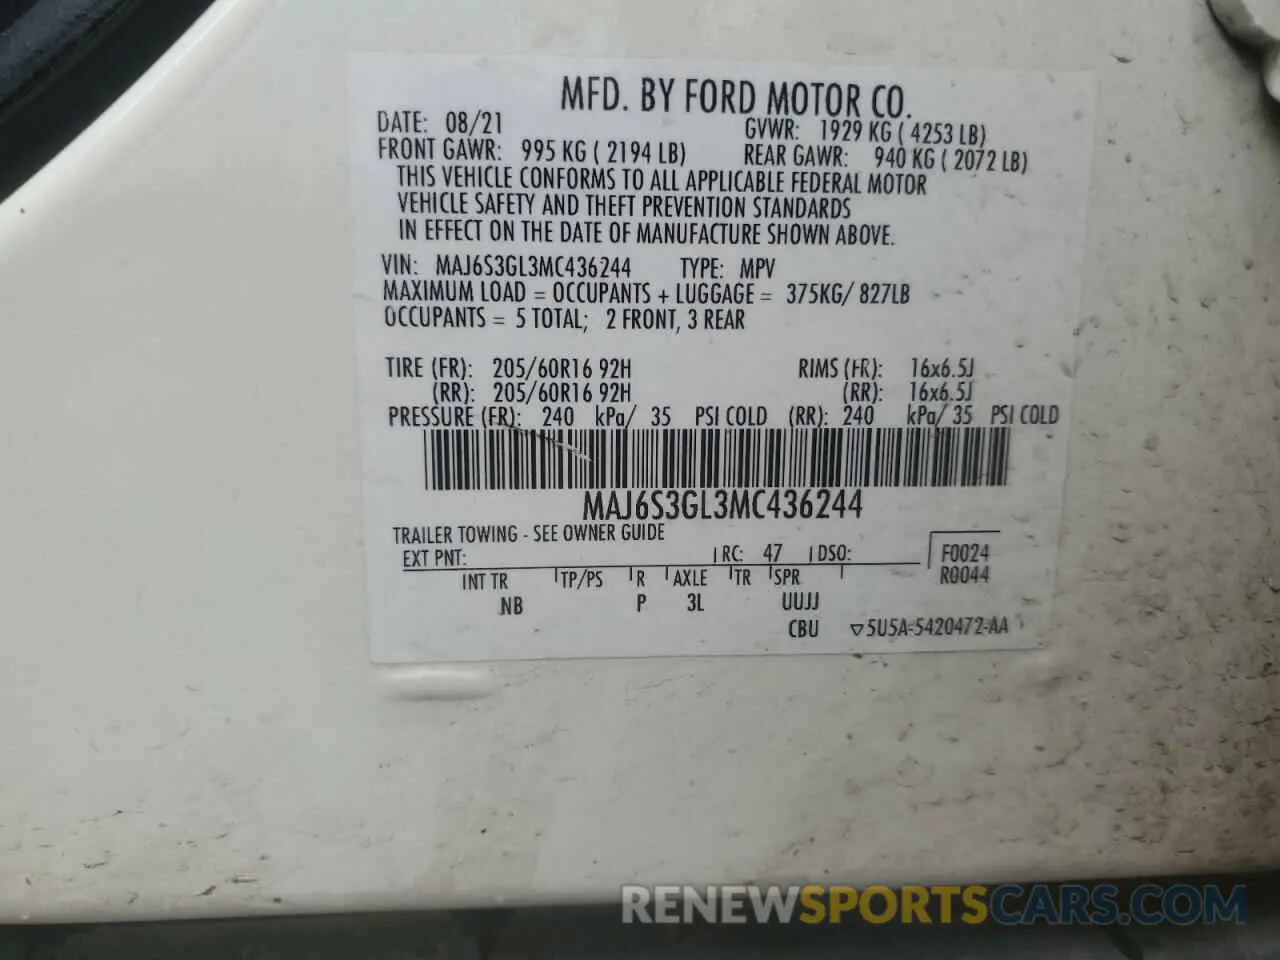 MFD. BY FORD MOTOR CO.
DATE: 08/21 GVWR: 1929 KG ( 4253 LB)
FRONT GAWR: 995 KG ( 2194 LB) REAR GAWR: 940 KG ( 2072 LB)
THIS VEHICLE CONFORMS TO ALL APPLICABLE FEDERAL MOTOR
VEHICLE SAFETY AND THEFT PREVENTION STANDARDS
IN EFFECT ON THE DATE OF MANUFACTURE SHOWN ABOVE.
VIN: MAJ6S3GL3MC436244 TYPE: MPV
MAXIMUM LOAD = OCCUPANTS + LUGGAGE = 375KG/ 827LB
OCCUPANTS = 5 TOTAL; 2 FRONT, 3 REAR
TIRE (FR): 205/60R16 92H RIMS (FR): 16x6.5J
(RR): 205/60R16 92H (RR): 16x6.5J
PRESSURE (FR): 240 kPa/ 35 PSI COLD (RR): 240 kPa/ 35 PSI COLD
MAJ6S3GL3MC436244
TRAILER TOWING - SEE OWNER GUIDE
EXT PNT: RC: 47 DSO: F0024
INT TR TP/PS R AXLE TR SPR R0044
NB P 3L UUJJ
CBU ▽5U5A-5420472-AA
RENEWSPORTSCARS.COM